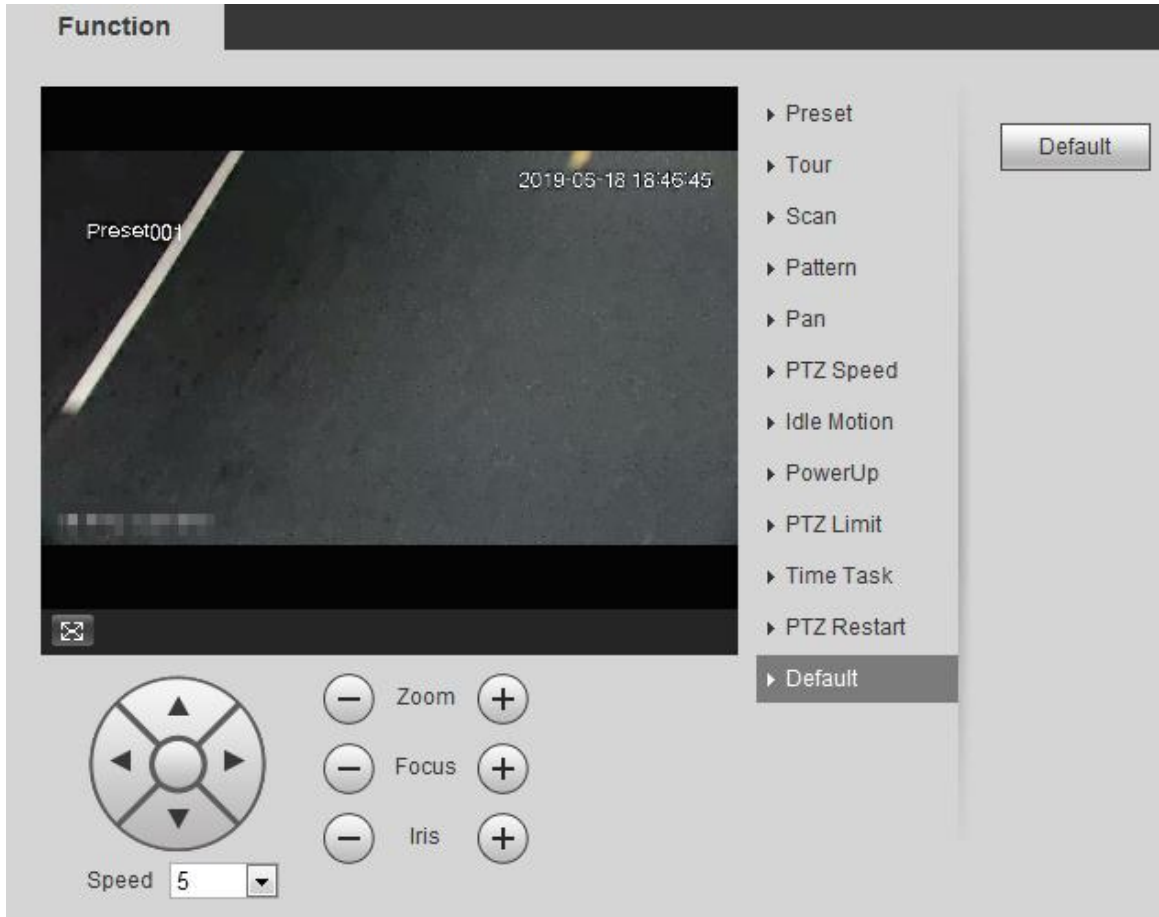 Function
2019-05-18 18:46:45
Preset001
Preset
Tour
Scan
Pattern
Pan
PTZ Speed
Idle Motion
PowerUp
PTZ Limit
Time Task
PTZ Restart
Default
Default
Zoom
Focus
Iris
Speed 5